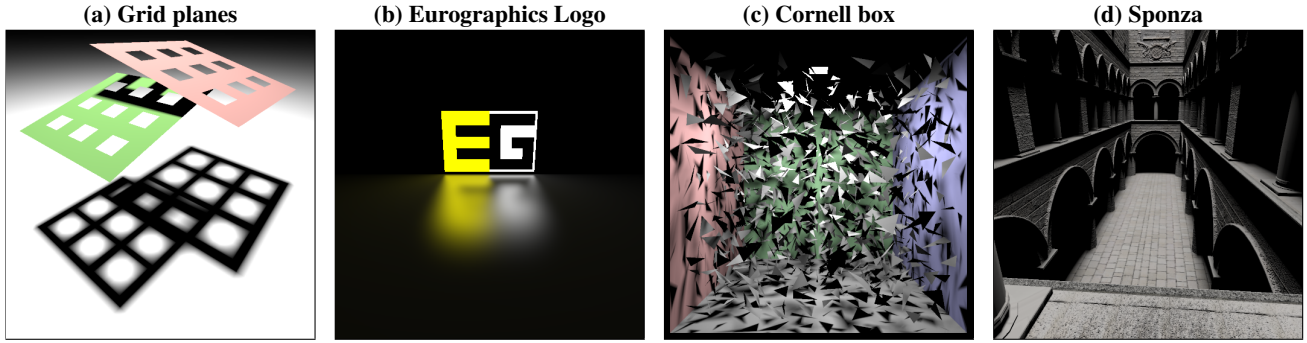 (a) Grid planes
(b) Eurographics Logo
(c) Cornell box
(d) Sponza
EG